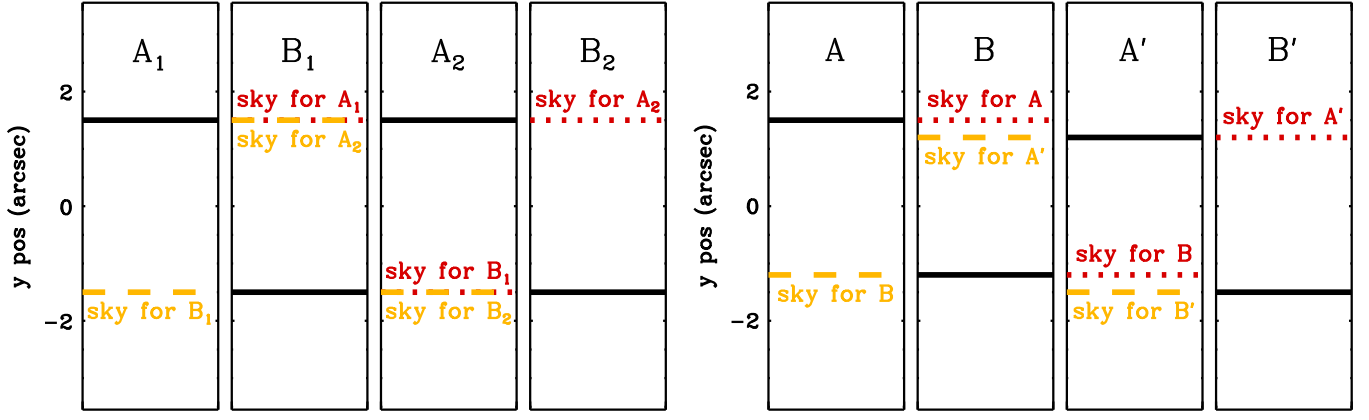 A₁
B₁
A₂
B₂
2
0
−2
y pos (arcsec)
sky for B₁
sky for A₁
sky for A₂
sky for B₁
sky for B₂
sky for A₂
A
B
A′
B′
2
0
−2
y pos (arcsec)
sky for B
sky for A
sky for A′
sky for B
sky for B′
sky for A′